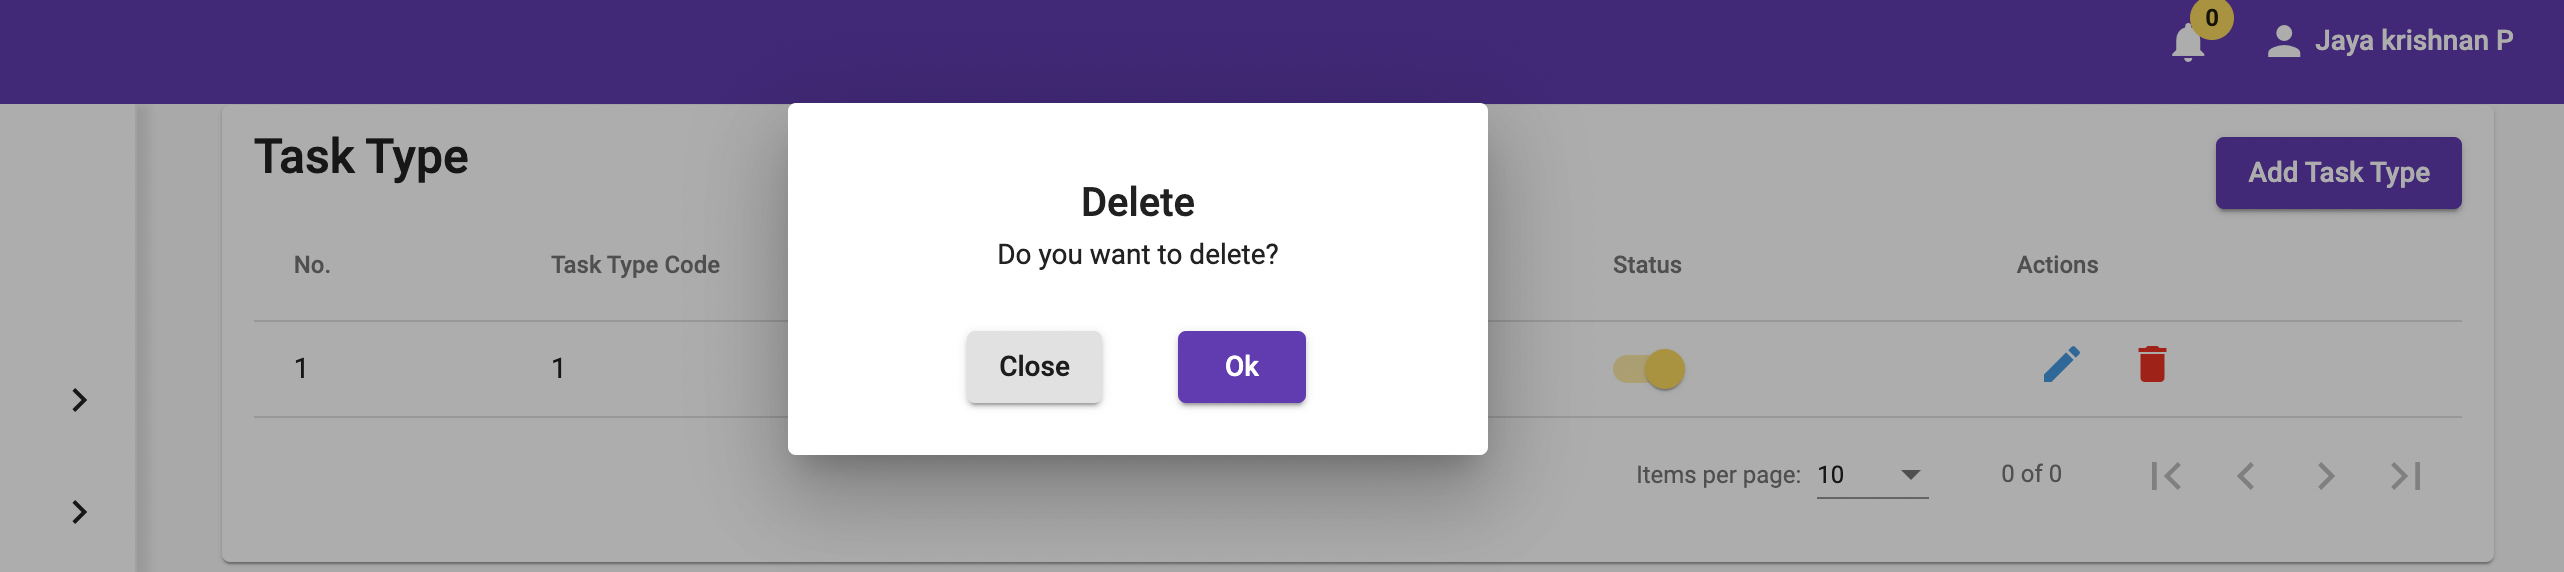 0
Jaya krishnan P
Task Type
Add Task Type
Delete
Do you want to delete?
No.
Task Type Code
Status
Actions
1
1
Close
Ok
Items per page:
10
0 of 0